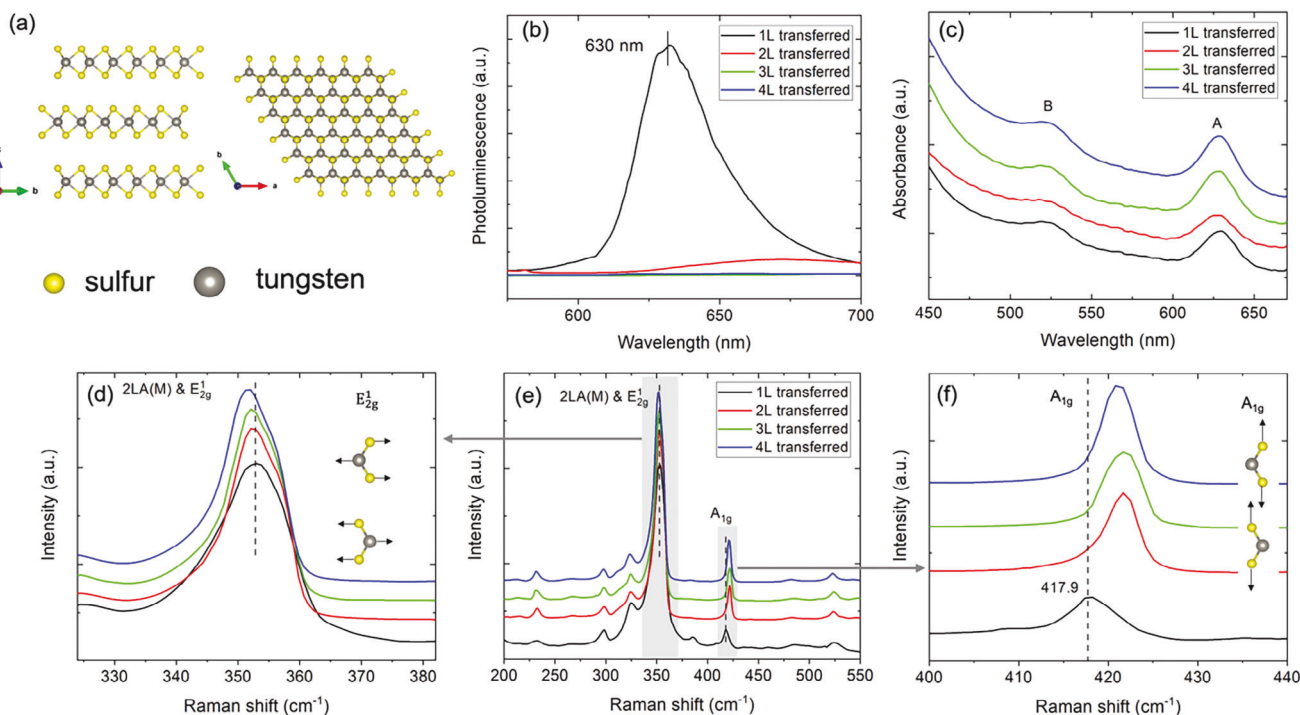 (a)
c
b
b
a
sulfur
tungsten
(b)
630 nm
1L transferred
2L transferred
3L transferred
4L transferred
Photoluminescence (a.u.)
600
650
700
Wavelength (nm)
(c)
1L transferred
2L transferred
3L transferred
4L transferred
B
A
Absorbance (a.u.)
450
500
550
600
650
Wavelength (nm)
(d)
2LA(M) & E¹2g
E¹2g
Intensity (a.u.)
330
340
350
360
370
380
Raman shift (cm⁻¹)
(e)
2LA(M) & E¹2g
1L transferred
2L transferred
3L transferred
4L transferred
A1g
Intensity (a.u.)
200
250
300
350
400
450
500
550
Raman shift (cm⁻¹)
(f)
A1g
A1g
417.9
Intensity (a.u.)
400
410
420
430
440
Raman shift (cm⁻¹)